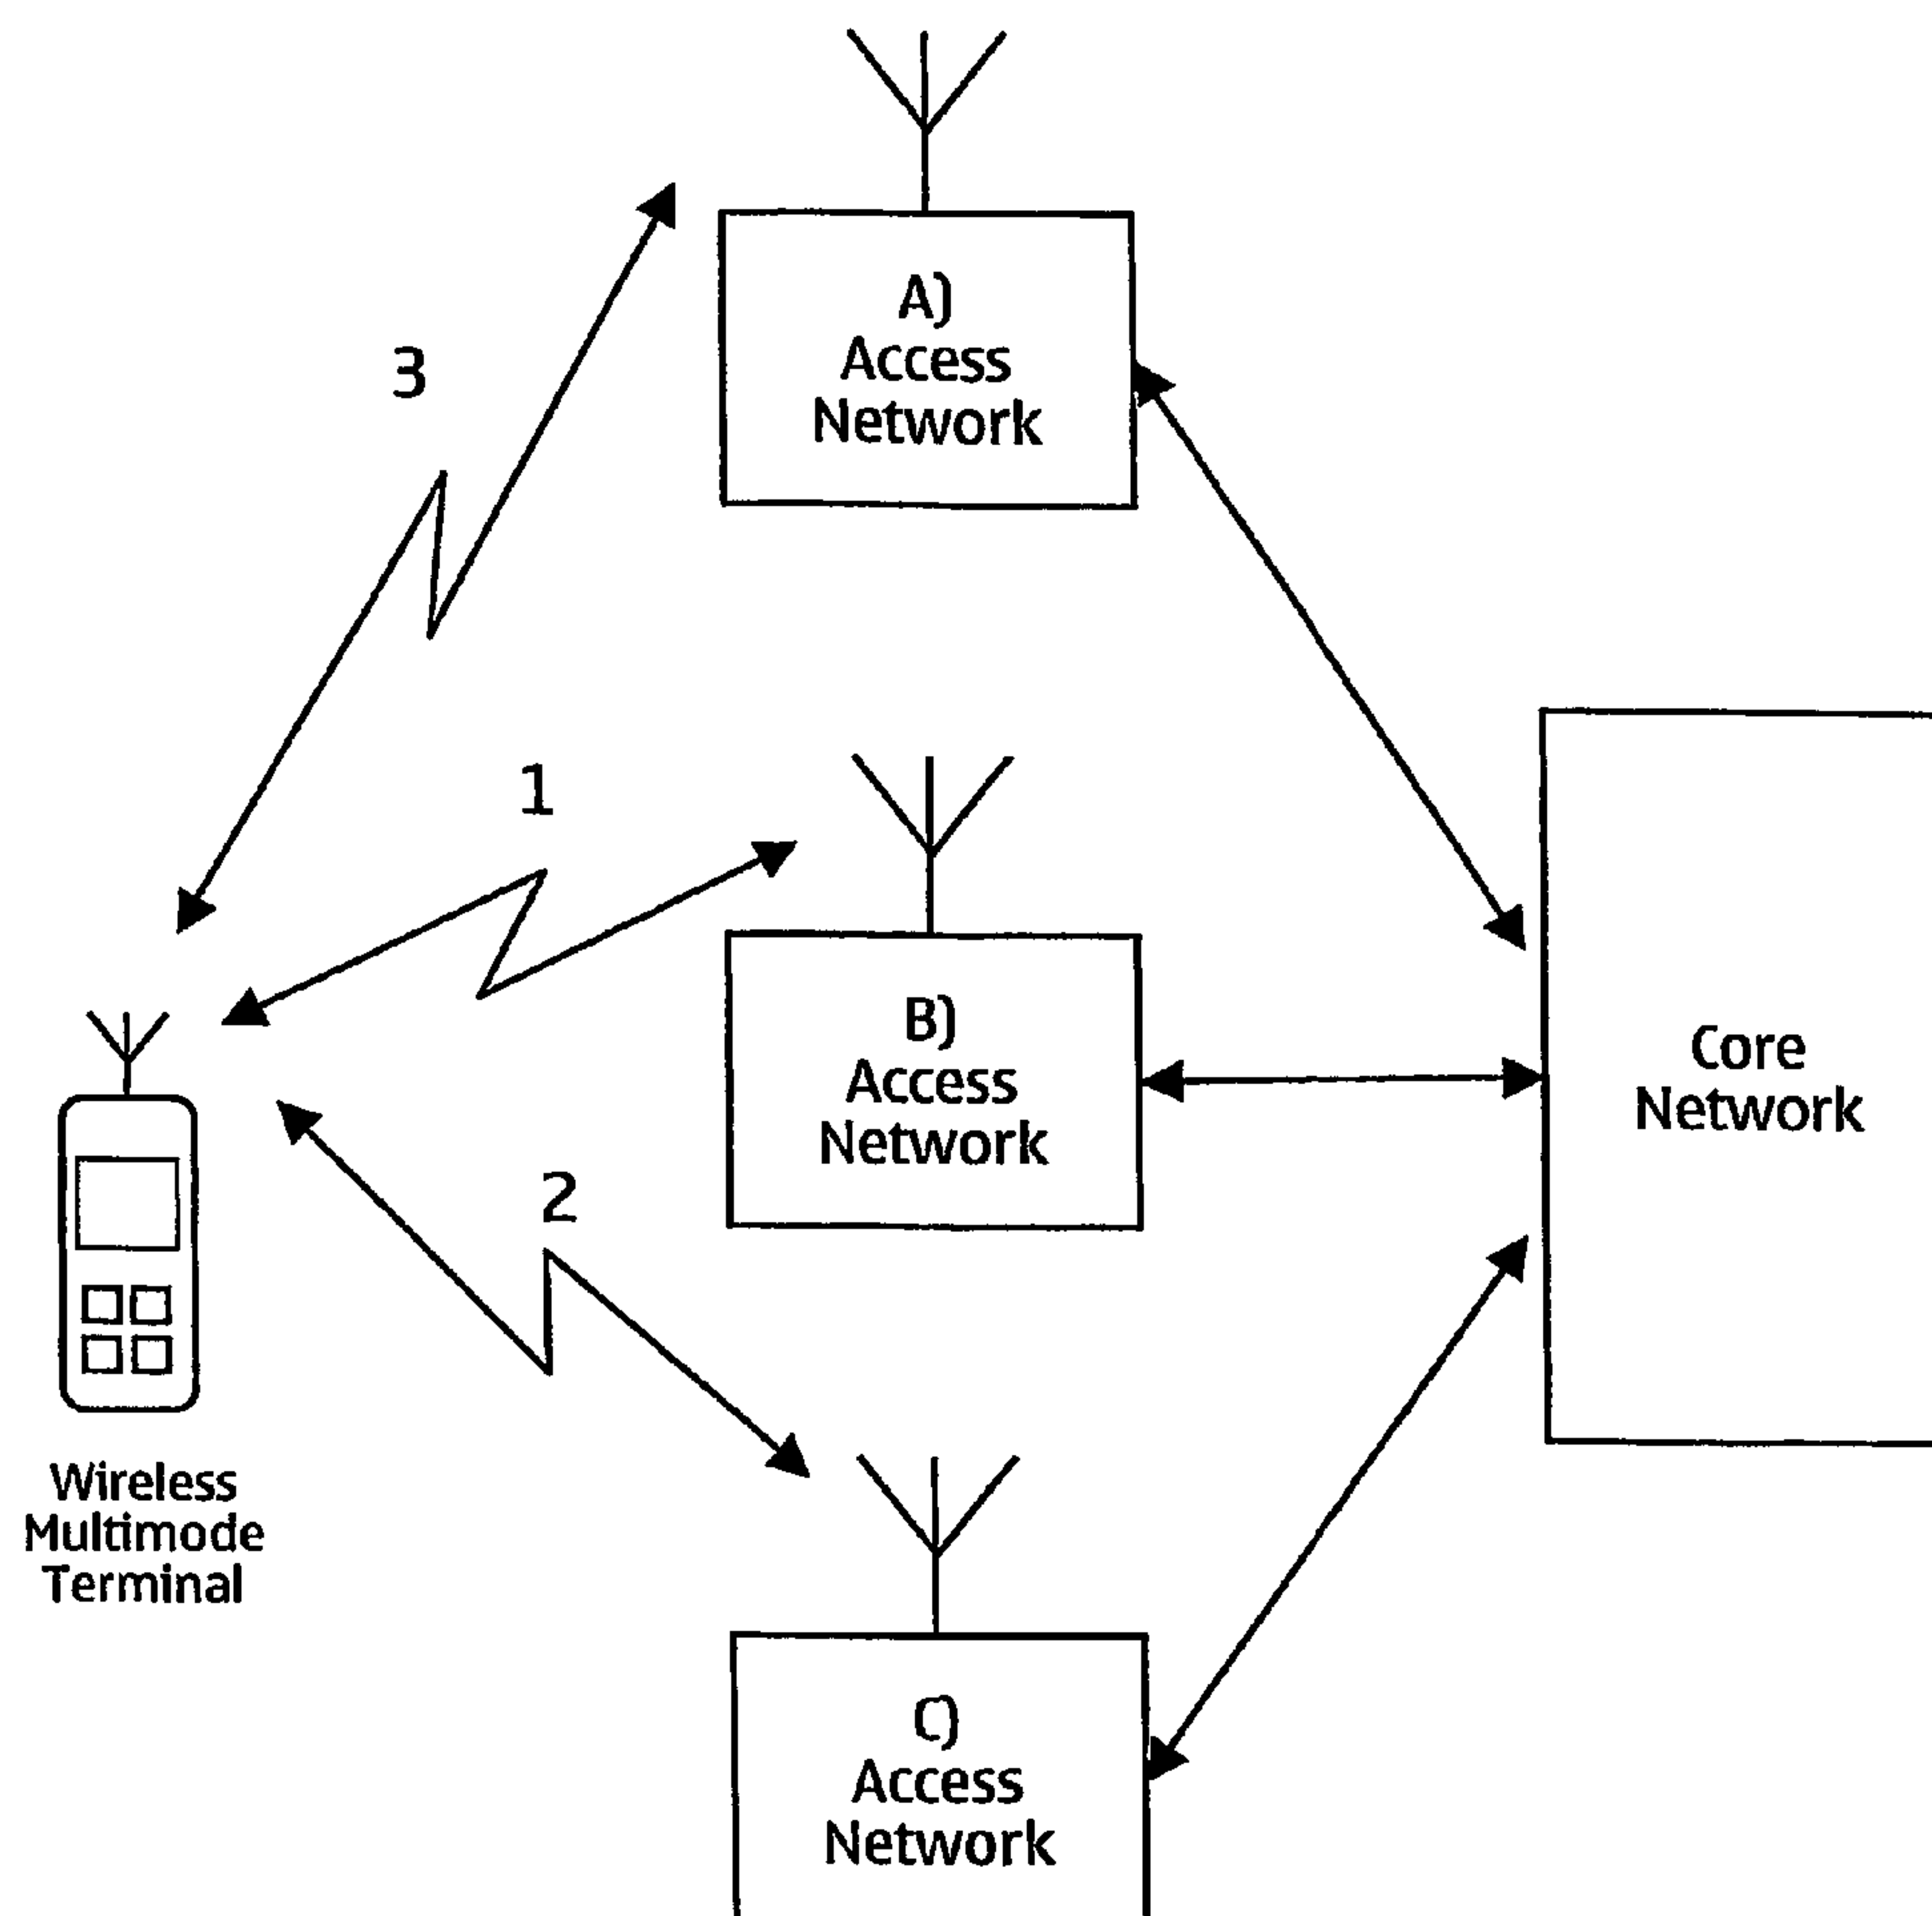 A)
Access
Network
3
1
B)
Access
Network
Core
Network
2
Wireless
Multimode
Terminal
C)
Access
Network